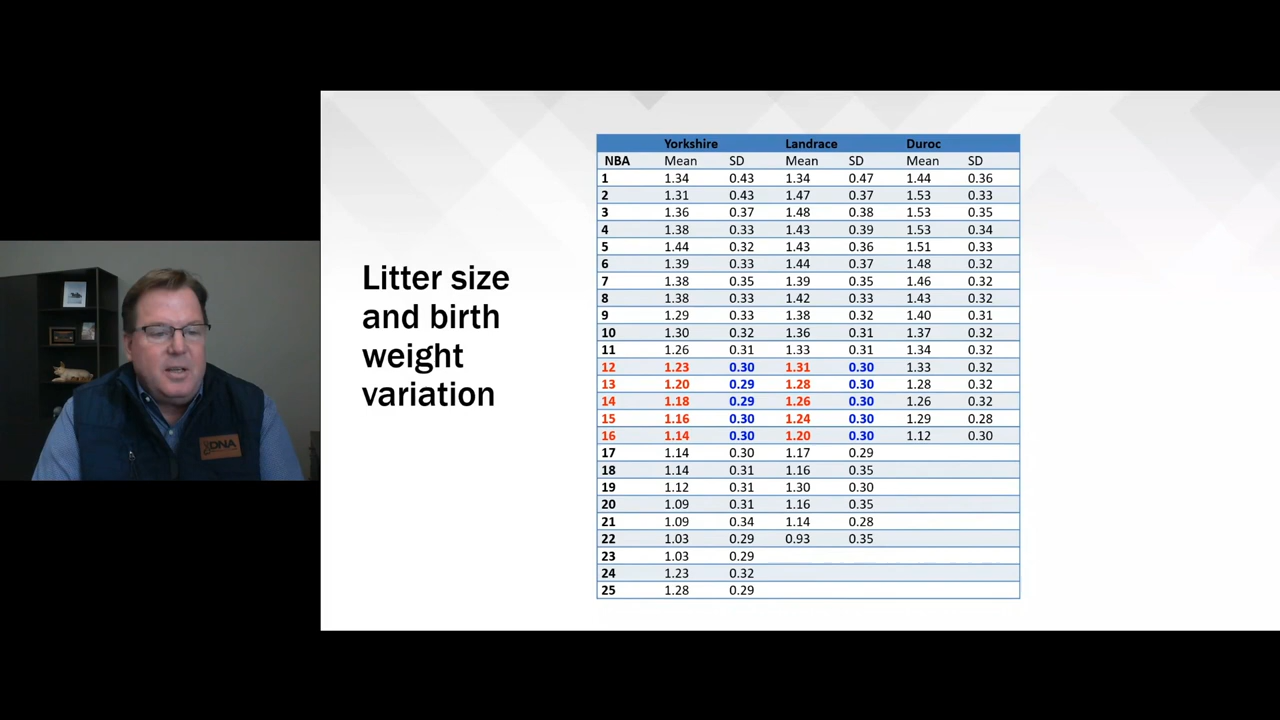 Litter size
and birth
weight
variation
Yorkshire Landrace Duroc
NBA Mean SD Mean SD Mean SD
1 1.34 0.43 1.34 0.47 1.44 0.36
2 1.31 0.43 1.47 0.37 1.53 0.33
3 1.36 0.37 1.48 0.38 1.53 0.35
4 1.38 0.33 1.43 0.39 1.53 0.34
5 1.44 0.32 1.43 0.36 1.51 0.33
6 1.39 0.33 1.44 0.37 1.48 0.32
7 1.38 0.35 1.39 0.35 1.46 0.32
8 1.38 0.33 1.42 0.33 1.43 0.32
9 1.29 0.33 1.38 0.32 1.40 0.31
10 1.30 0.32 1.36 0.31 1.37 0.32
11 1.26 0.31 1.33 0.31 1.34 0.32
12 1.23 0.30 1.31 0.30 1.33 0.32
13 1.20 0.29 1.28 0.30 1.28 0.32
14 1.18 0.29 1.26 0.30 1.26 0.32
15 1.16 0.30 1.24 0.30 1.29 0.28
16 1.14 0.30 1.20 0.30 1.12 0.30
17 1.14 0.30 1.17 0.29
18 1.14 0.31 1.16 0.35
19 1.12 0.31 1.30 0.30
20 1.09 0.31 1.16 0.35
21 1.09 0.34 1.14 0.28
22 1.03 0.29 0.93 0.35
23 1.03 0.29
24 1.23 0.32
25 1.28 0.29
DNA